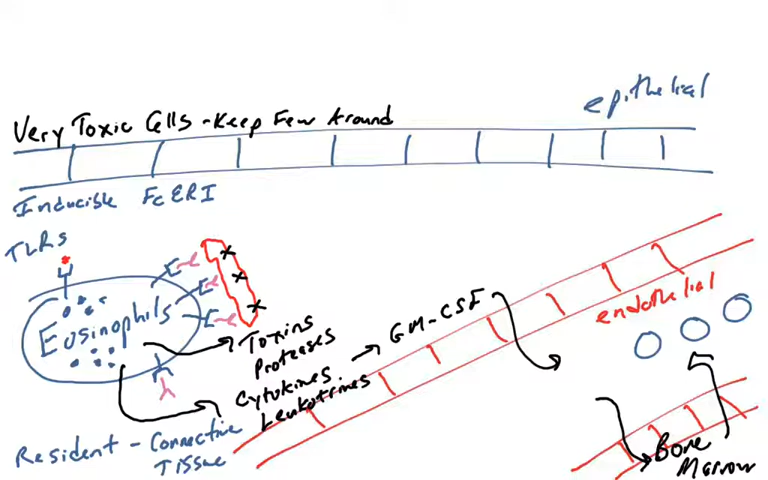 epithelial
Very Toxic Cells - Keep Few Around
Inducible FcERI
TLRs
Eosinophils
endothelial
GM-CSF
Toxins
Proteases
Cytokines
Leukotrines
Resident - Connective
Tissue
Bone
Marrow